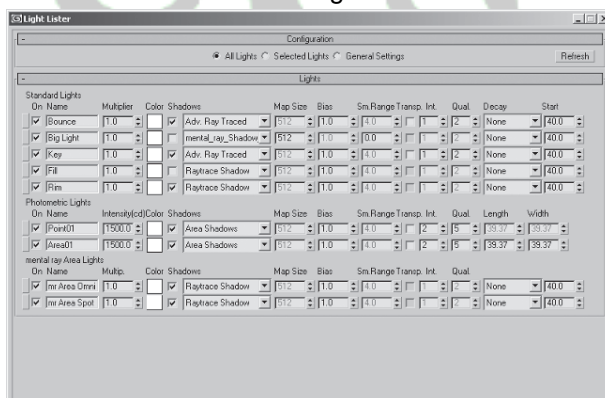 Light Lister
- Configuration
All Lights Selected Lights General Settings Refresh
- Lights
Standard Lights
On Name Multiplier Color Shadows Map Size Bias Sm.Range Transp. Int. Qual. Decay Start
Bounce 1.0 Adv. Ray Traced 512 1.0 4.0 1 2 None 40.0
Big Light 1.0 mental_ray_Shadow 512 1.0 0.0 1 2 None 40.0
Key 1.0 Adv. Ray Traced 512 1.0 4.0 1 2 None 40.0
Fill 1.0 Raytrace Shadow 512 1.0 4.0 1 2 None 40.0
Rim 1.0 Raytrace Shadow 512 1.0 4.0 1 2 None 40.0
Photometric Lights
On Name Intensity(cd) Color Shadows Map Size Bias Sm.Range Transp. Int. Qual Length Width
Point01 1500.0 Area Shadows 512 1.0 4.0 2 5 39.37 39.37
Area01 1500.0 Area Shadows 512 1.0 4.0 2 5 39.37 39.37
mental ray Area Lights
On Name Multip. Color Shadows Map Size Bias Sm.Range Transp. Int. Qual
mr Area Omni 1.0 Raytrace Shadow 512 1.0 4.0 1 2 None 40.0
mr Area Spot 1.0 Raytrace Shadow 512 1.0 4.0 1 2 None 40.0